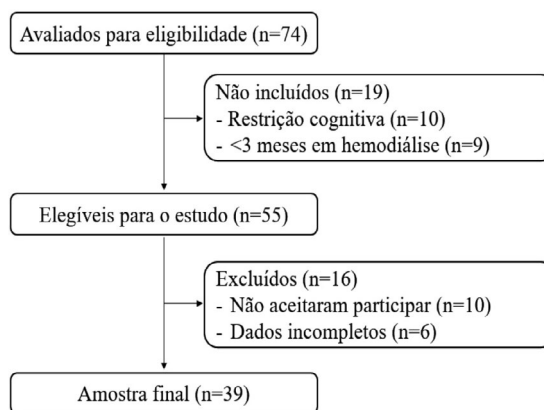 Avaliados para eligibilidade (n=74)
Não incluídos (n=19)
- Restrição cognitiva (n=10)
- <3 meses em hemodiálise (n=9)
Elegíveis para o estudo (n=55)
Excluídos (n=16)
- Não aceitaram participar (n=10)
- Dados incompletos (n=6)
Amostra final (n=39)